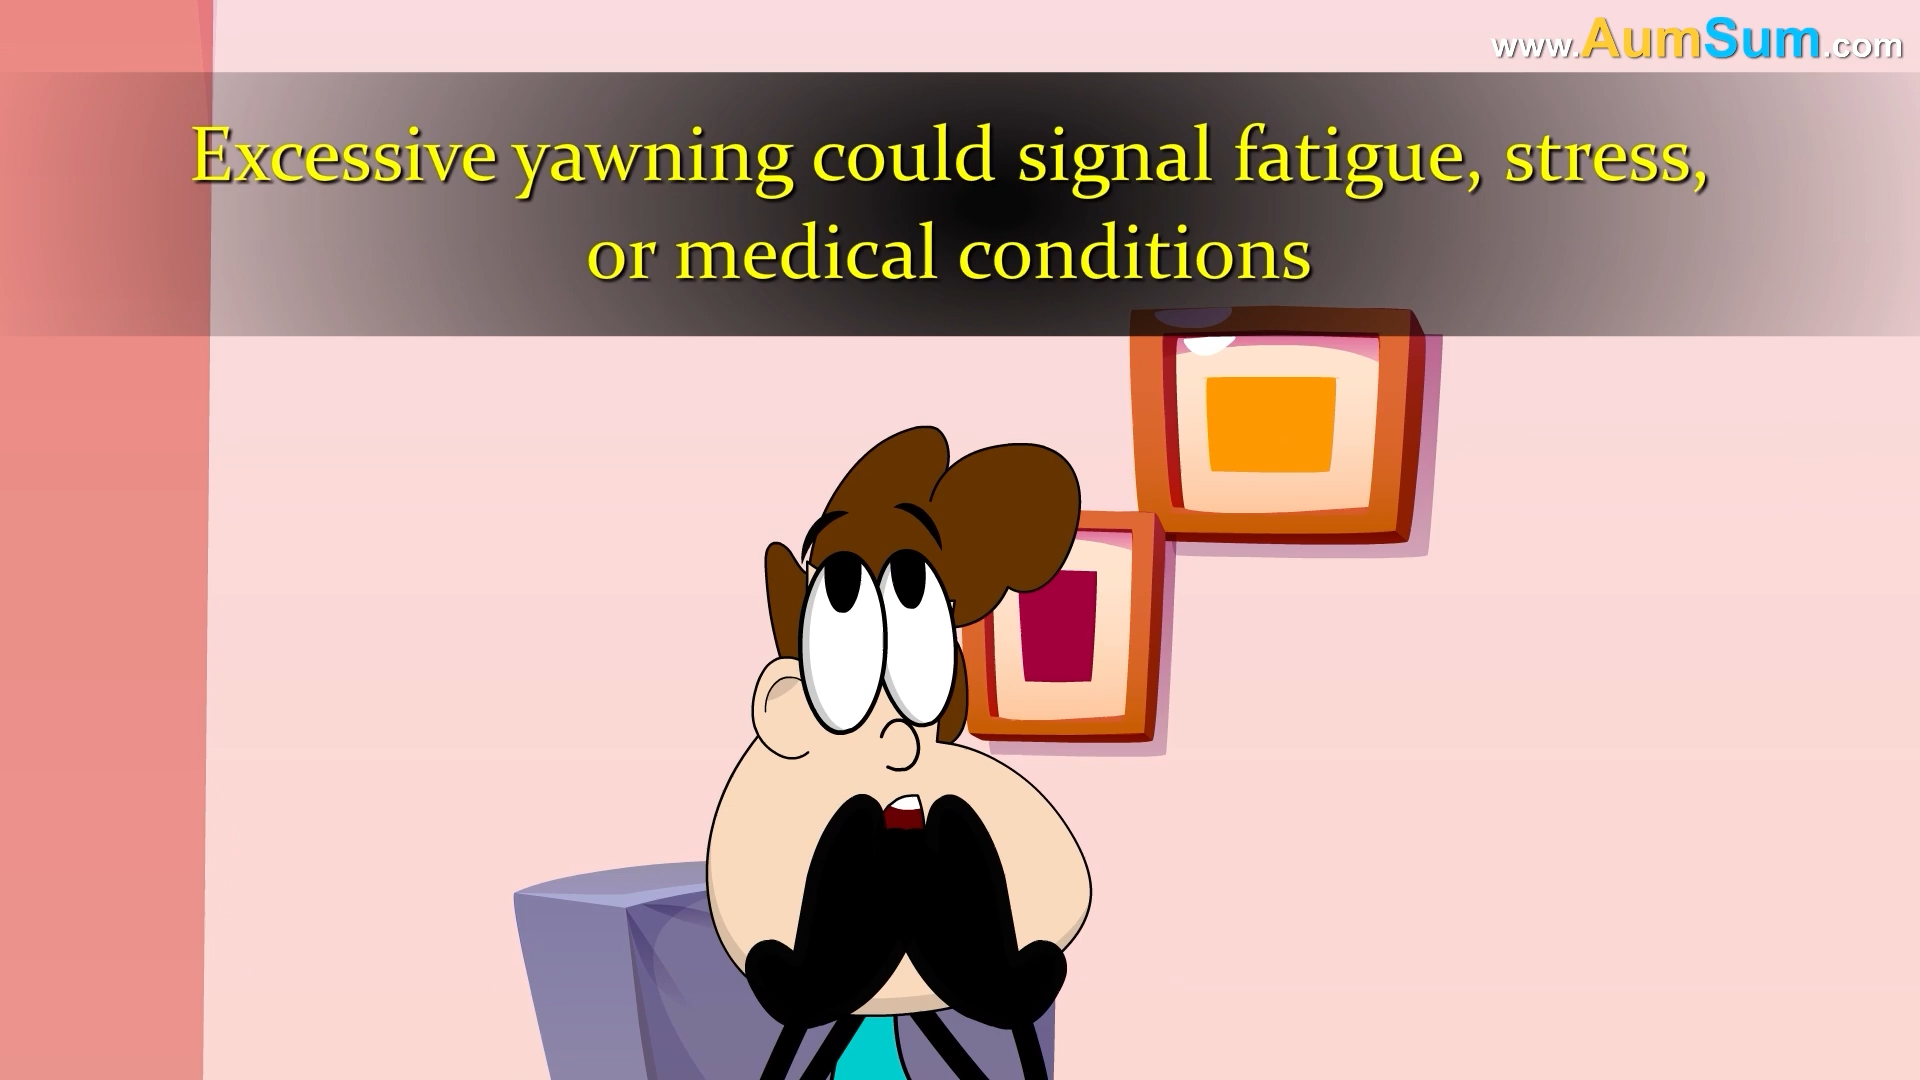 www.AumSum.com
Excessive yawning could signal fatigue, stress,
or medical conditions